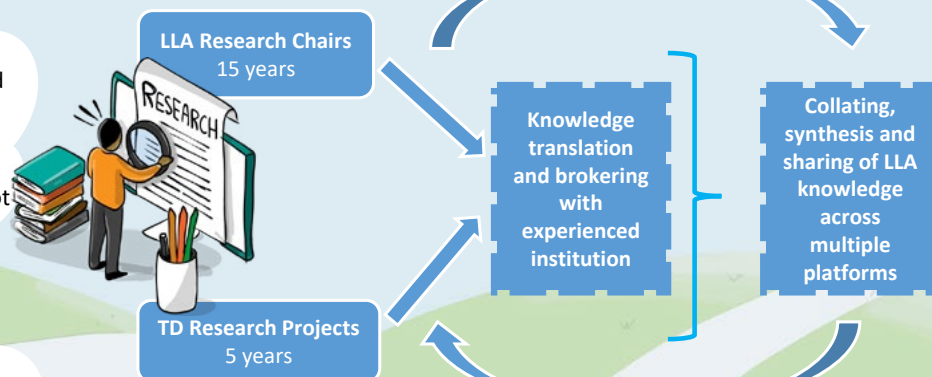 LLA Research Chairs
15 years
RESEARCH
Knowledge
translation
and brokering
with
experienced
institution
Collating,
synthesis and
sharing of LLA
knowledge
across
multiple
platforms
TD Research Projects
5 years